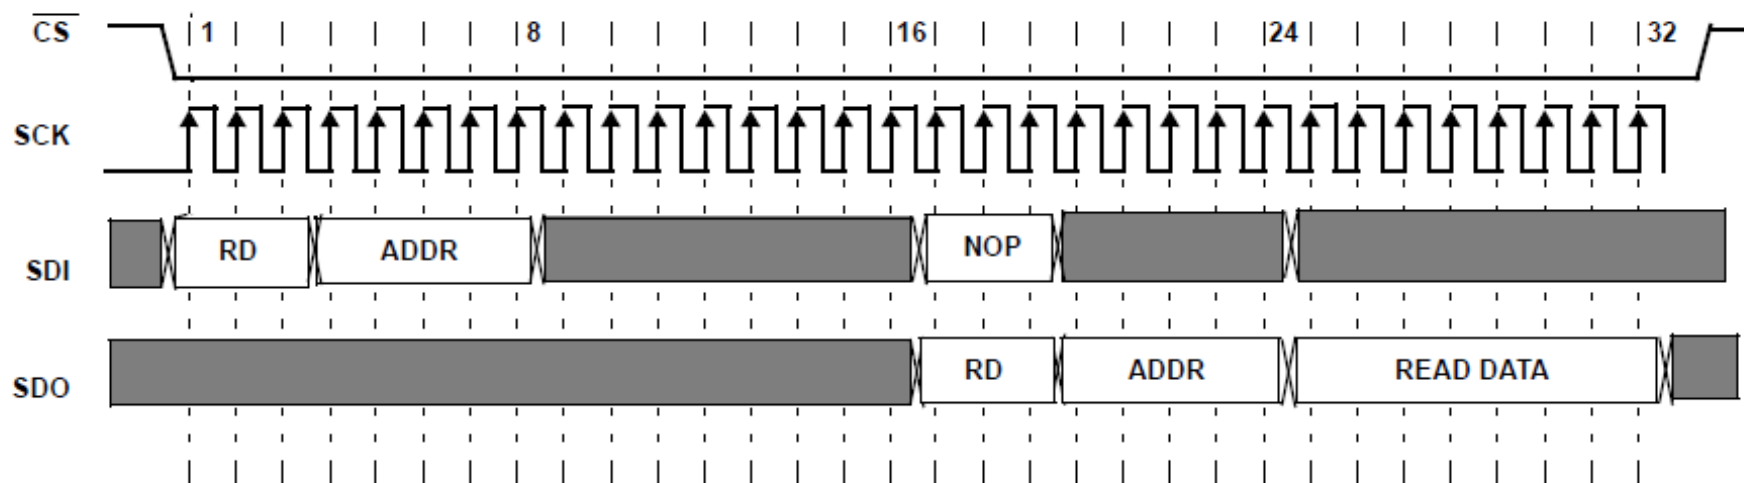 CS 1 8 16 24 32
SCK
RD ADDR NOP
SDI
RD ADDR READ DATA
SDO